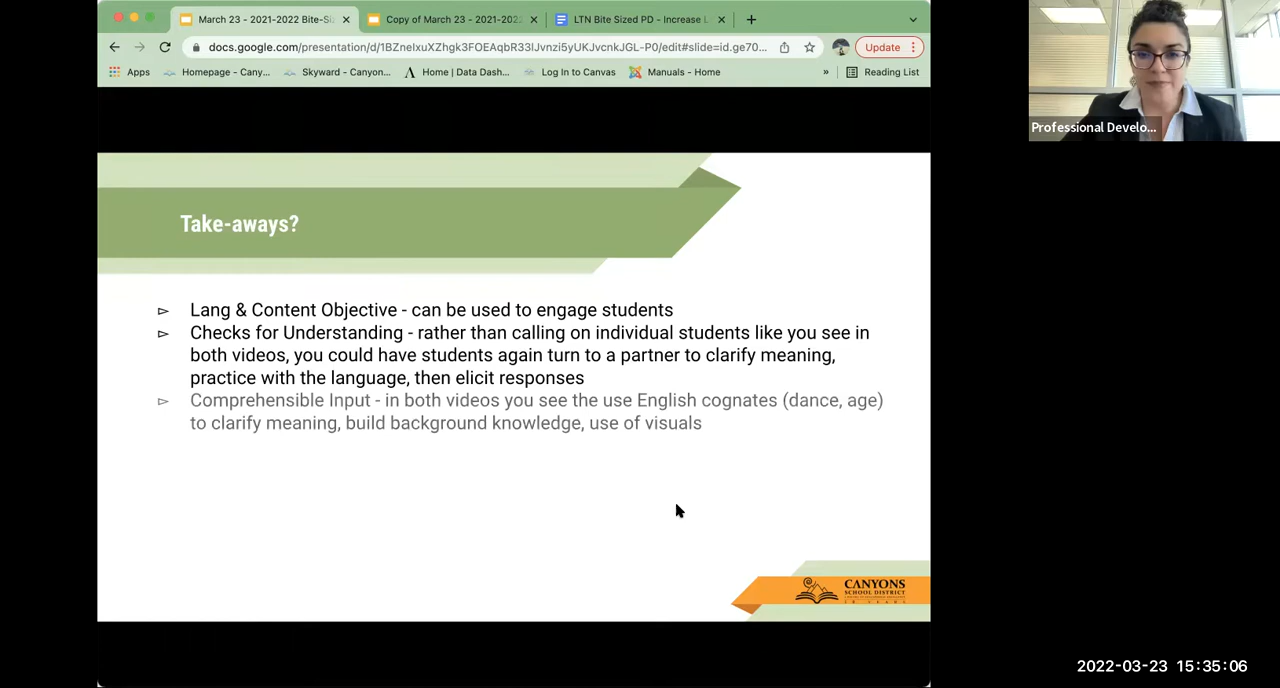 March 23 - 2021-2022 Bite-Si
Copy of March 23 - 2021-202
LTN Bite Sized PD - Increase L
docs.google.com/presentation/d/1BZneIxuXZhgk3FOEAqbR33lJvnzi5yUKJvcnkJGL-P0/edit#slide=id.ge70...
Update
Apps
Homepage - Cany...
Skyward - Canyon...
Home | Data Dash...
Log In to Canvas
Manuals - Home
»
Reading List
Professional Develo...
Take-aways?
Lang & Content Objective - can be used to engage students
Checks for Understanding - rather than calling on individual students like you see in
both videos, you could have students again turn to a partner to clarify meaning,
practice with the language, then elicit responses
Comprehensible Input - in both videos you see the use English cognates (dance, age)
to clarify meaning, build background knowledge, use of visuals
CANYONS
SCHOOL DISTRICT
2022-03-23 15:35:06